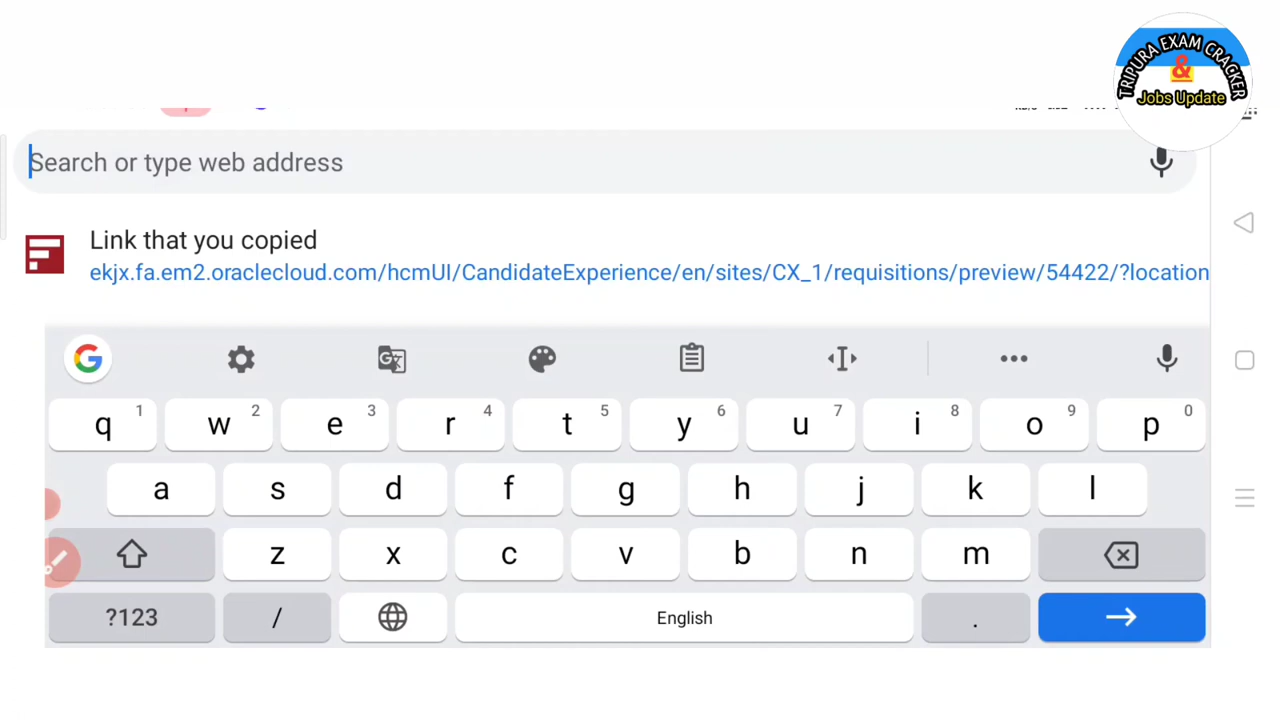 TRIPURA EXAM CRACKER
&
Jobs Update
Search or type web address
Link that you copied
ekjx.fa.em2.oraclecloud.com/hcmUI/CandidateExperience/en/sites/CX_1/requisitions/preview/54422/?location
q 1 w 2 e 3 r 4 t 5 y 6 u 7 i 8 o 9 p 0
a s d f g h j k l
z x c v b n m
?123 / English .